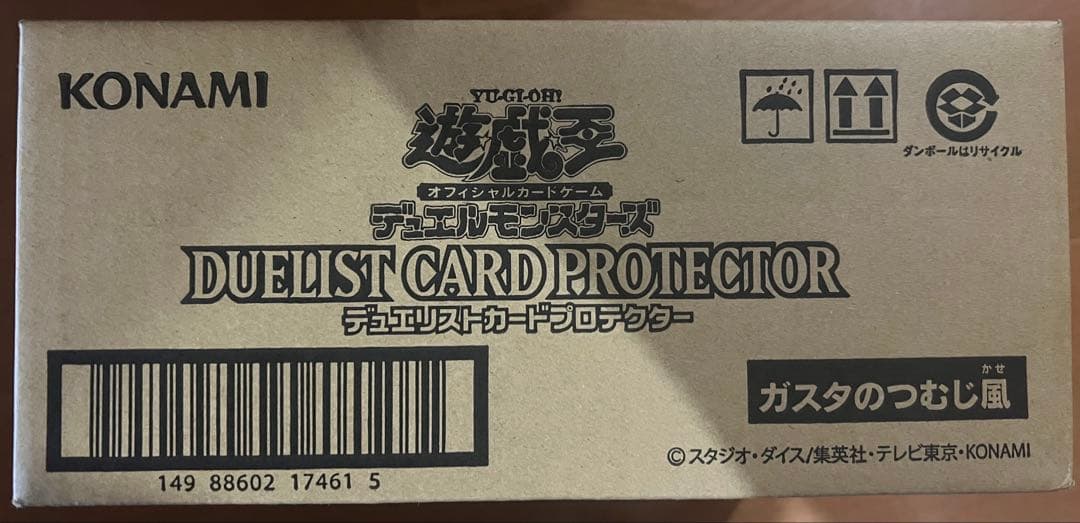 KONAMI
YU-GI-OH!
遊戯王
オフィシャルカードゲーム
デュエルモンスターズ
DUELIST CARD PROTECTOR
デュエリストカードプロテクター
ダンボールはリサイクル
かぜ
ガスタのつむじ風
©スタジオ・ダイス/集英社・テレビ東京・KONAMI
149 88602 17461 5